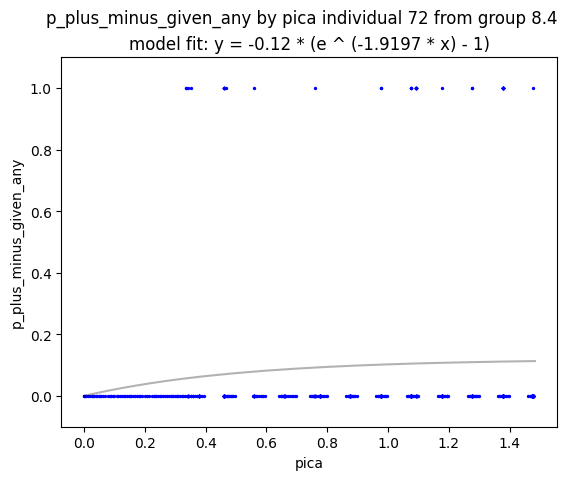 p_plus_minus_given_any by pica individual 72 from group 8.4
model fit: y = -0.12 * (e ^ (-1.9197 * x) - 1)
1.0
0.8
0.6
0.4
0.2
0.0
p_plus_minus_given_any
0.0 0.2 0.4 0.6 0.8 1.0 1.2 1.4
pica